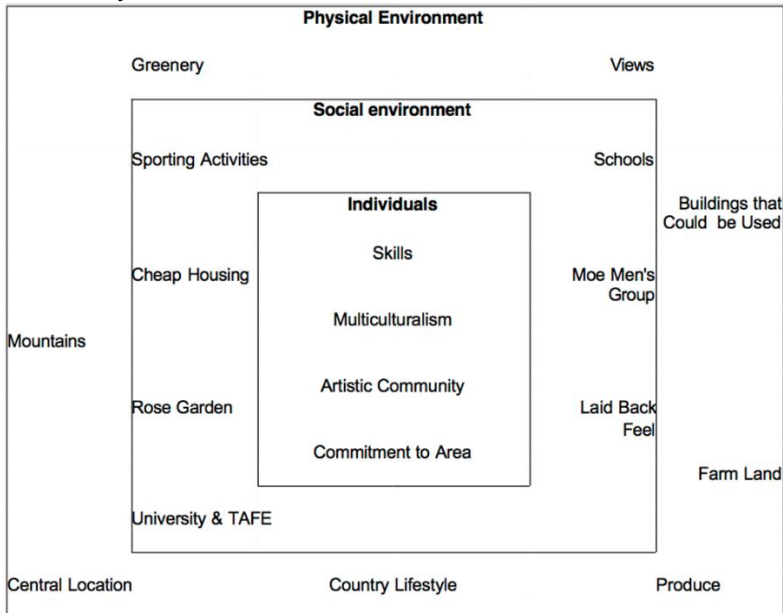 Physical Environment
Greenery Views
Social environment
Sporting Activities Schools
Individuals
Buildings that
Could be Used
Skills
Cheap Housing
Moe Men's
Group
Multiculturalism
Mountains
Artistic Community
Rose Garden
Laid Back
Feel
Commitment to Area
Farm Land
University & TAFE
Central Location Country Lifestyle Produce